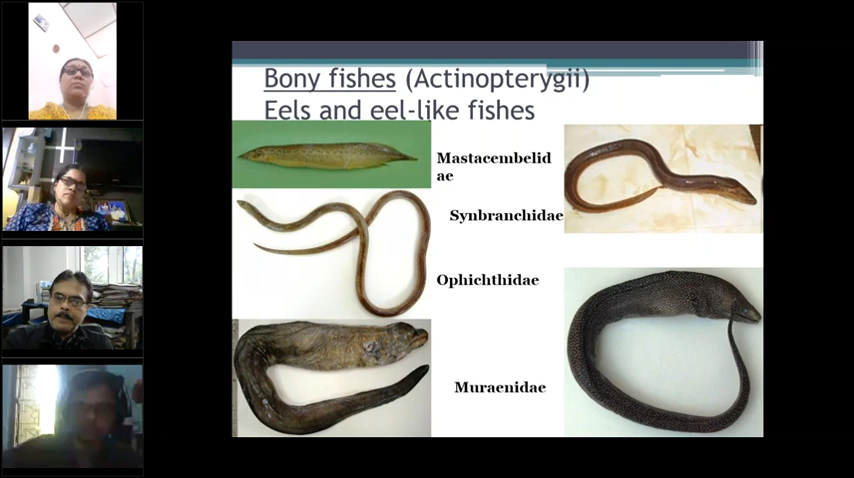 Bony fishes (Actinopterygii)
Eels and eel-like fishes
Mastacembelid
ae
Synbranchidae
Ophichthidae
Muraenidae